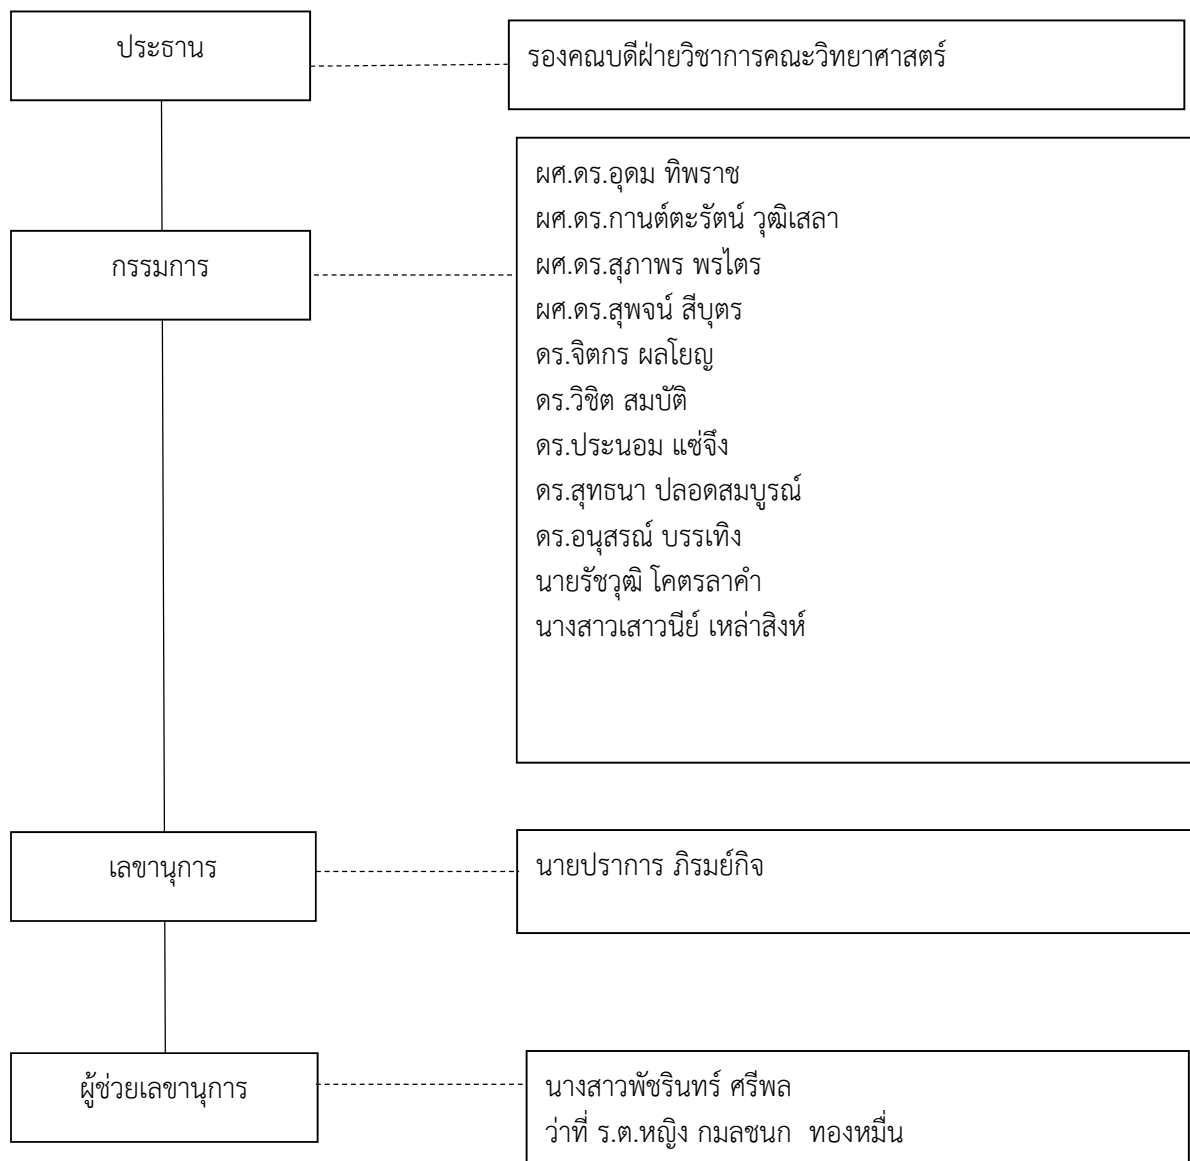 ประธาน
รองคณบดีฝ่ายวิชาการคณะวิทยาศาสตร์
กรรมการ
ผศ.ดร.อุดม ทิพราช
ผศ.ดร.กานต์ตะรัตน์ วุฒิเสลา
ผศ.ดร.สุภาพร พรไตร
ผศ.ดร.สุพจน์ สีบุตร
ดร.จิตกร ผลโยญ
ดร.วิชิต สมบัติ
ดร.ประนอม แซ่จึง
ดร.สุทธนา ปลอดสมบูรณ์
ดร.อนุสรณ์ บรรเทิง
นายรัชวุฒิ โคตรลาคำ
นางสาวเสาวนีย์ เหล่าสิงห์
เลขานุการ
นายปราการ ภิรมย์กิจ
ผู้ช่วยเลขานุการ
นางสาวพัชรินทร์ ศรีพล
ว่าที่ ร.ต.หญิง กมลชนก ทองหมื่น